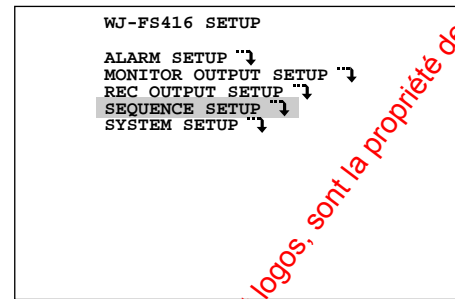 WJ-FS416 SETUP
ALARM SETUP
MONITOR OUTPUT SETUP
REC OUTPUT SETUP
SEQUENCE SETUP
SYSTEM SETUP
logos, sont la propriété de